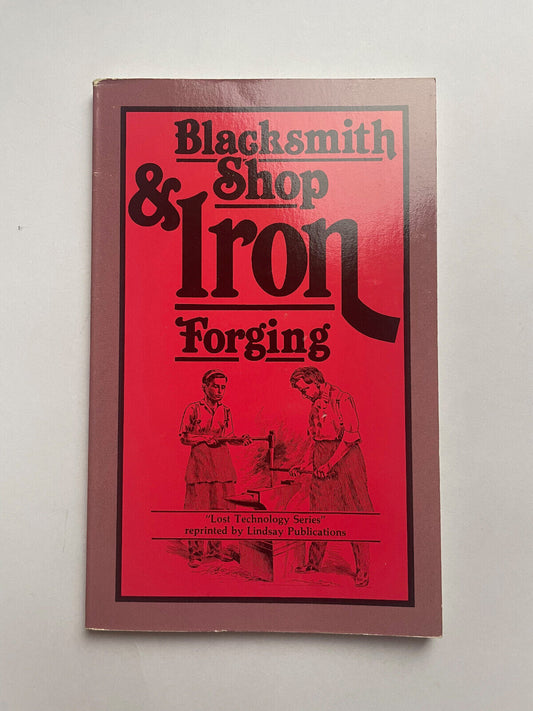 Blacksmith
Shop
& Iron
Forging
"Lost Technology Series"
reprinted by Lindsay Publications